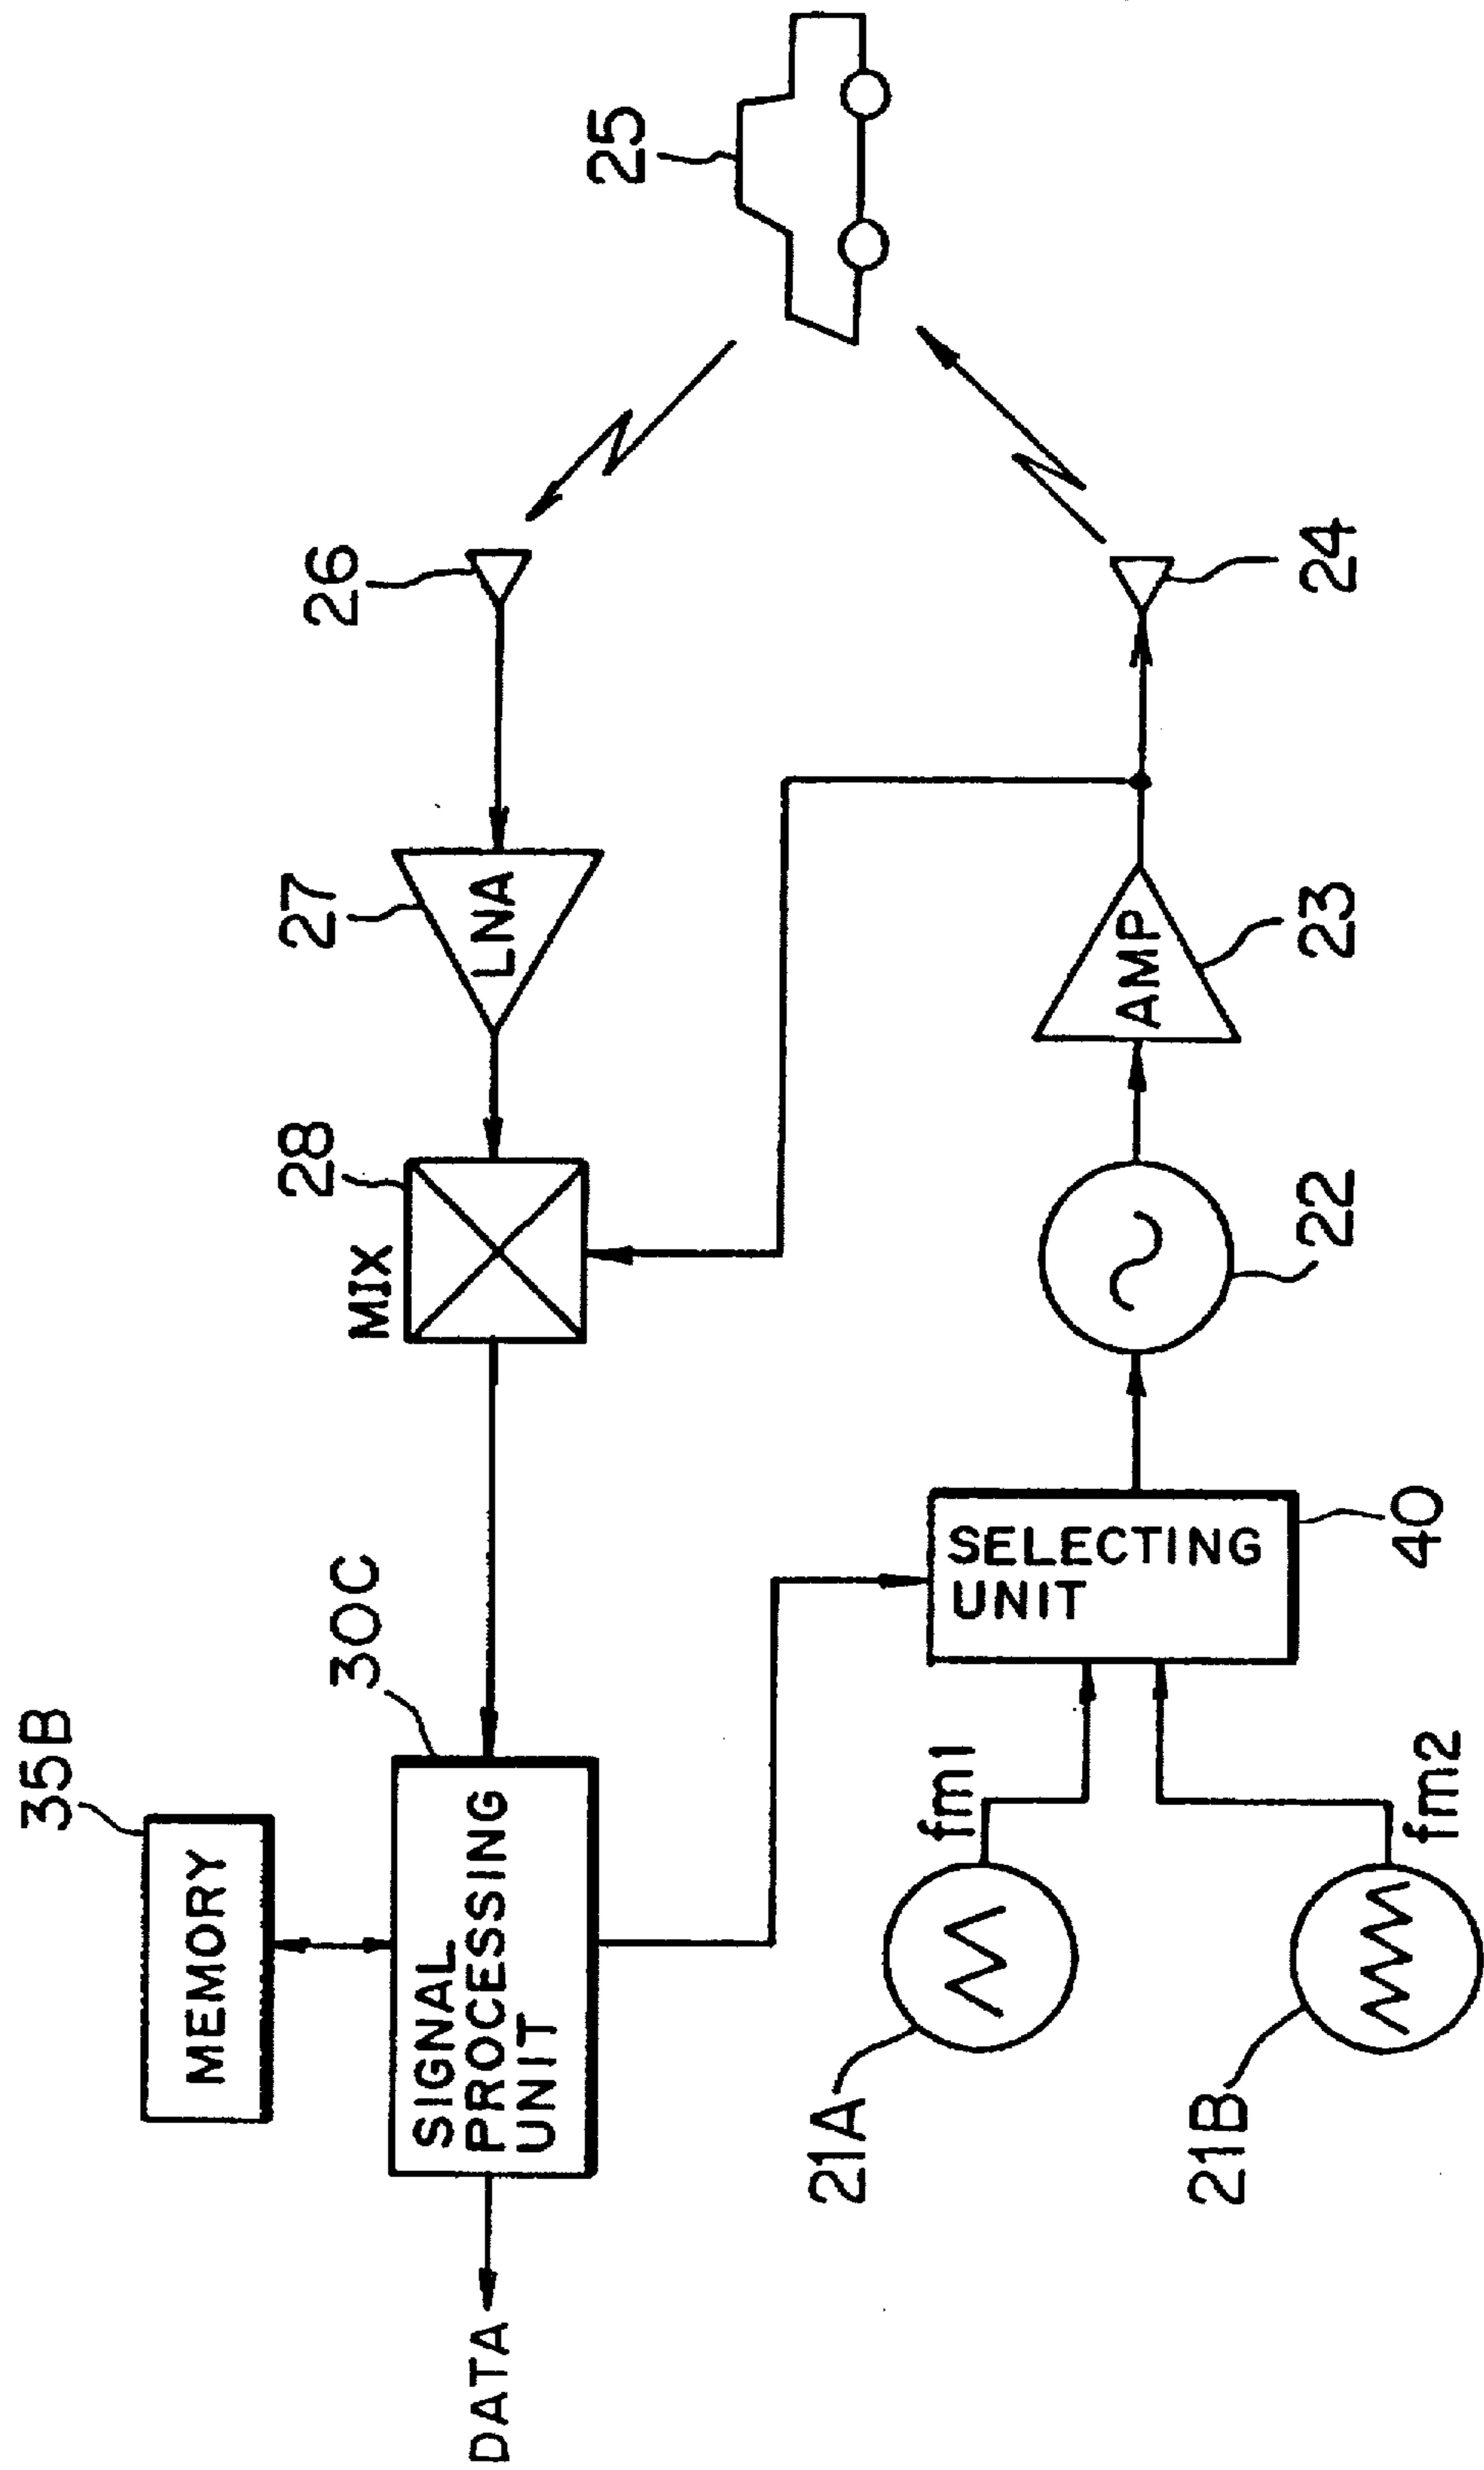 35B
MEMORY
30C
28
27
26
MIX
LNA
SIGNAL
PROCESSING
UNIT
DATA
25
21A
fm1
SELECTING
UNIT
AMP
40
22
23
24
21B
fm2